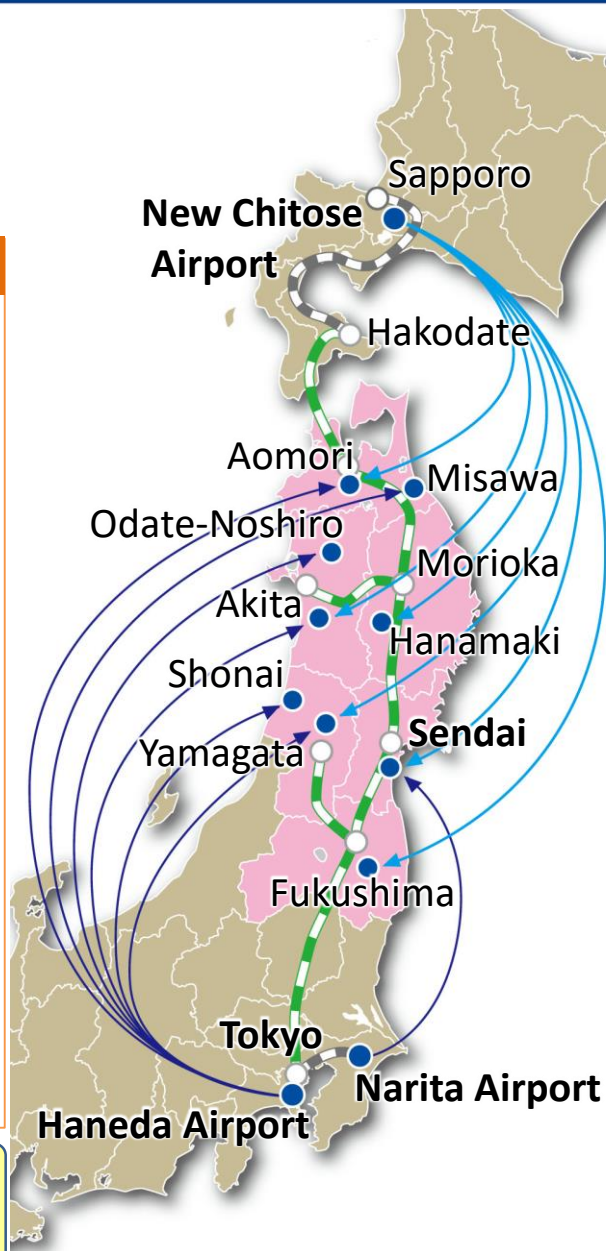 Sapporo
New Chitose
Airport
Hakodate
Aomori
Misawa
Odate-Noshiro
Morioka
Akita
Hanamaki
Shonai
Sendai
Yamagata
Fukushima
Tokyo
Narita Airport
Haneda Airport